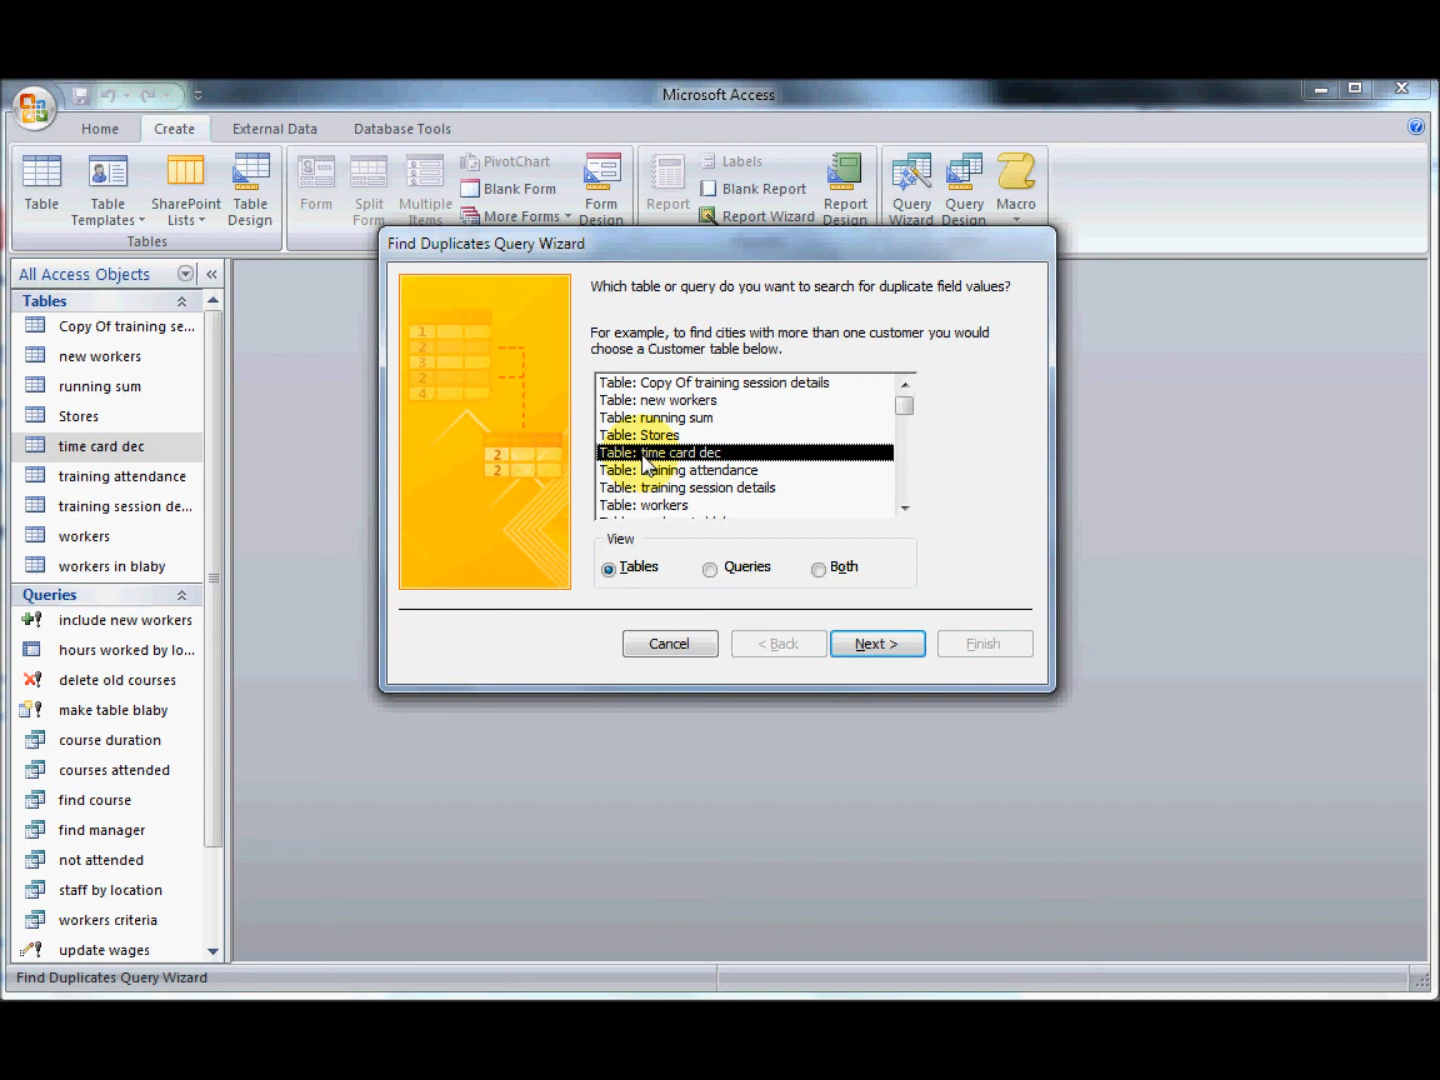 Microsoft Access
Home Create External Data Database Tools
Table
Table Templates
SharePoint Lists
Table Design
Tables
Form
Split Form
Multiple Items
PivotChart
Blank Form
More Forms
Form Design
Report
Labels
Blank Report
Report Wizard
Report Design
Query Wizard
Query Design
Macro
All Access Objects
Tables
Copy Of training se...
new workers
running sum
Stores
time card dec
training attendance
training session de...
workers
workers in blaby
Queries
include new workers
hours worked by lo...
delete old courses
make table blaby
course duration
courses attended
find course
find manager
not attended
staff by location
workers criteria
update wages
Find Duplicates Query Wizard
Which table or query do you want to search for duplicate field values?
For example, to find cities with more than one customer you would
choose a Customer table below.
1
2
3
2
4
2
2
Table: Copy Of training session details
Table: new workers
Table: running sum
Table: Stores
Table: time card dec
Table: training attendance
Table: training session details
Table: workers
View
Tables Queries Both
Cancel < Back Next > Finish
Find Duplicates Query Wizard